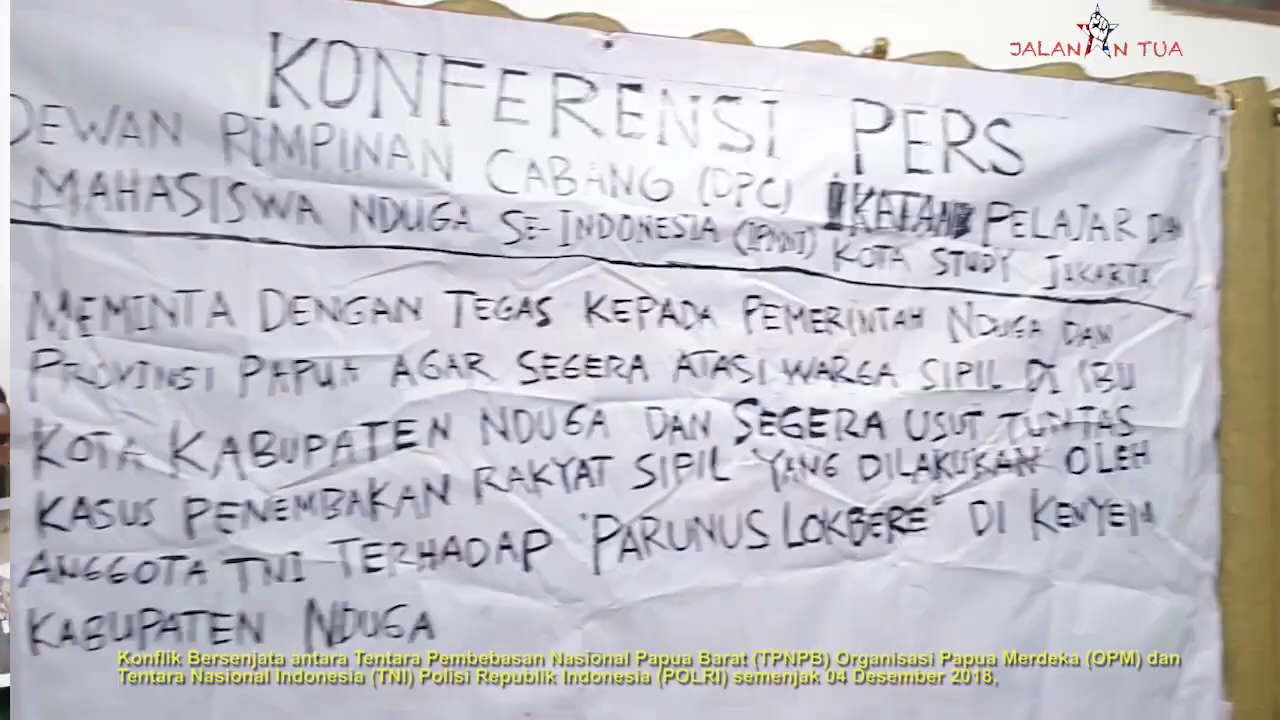 JALANAN TUA
KONFERENSI PERS
DEWAN PIMPINAN CABANG (DPC) IKATAN PELAJAR DAN
MAHASISWA NDUGA SE-INDONESIA (IPMNI) KOTA STUDY JAKARTA
MEMINTA DENGAN TEGAS KEPADA PEMERINTAH NDUGA DAN
PROVINSI PAPUA AGAR SEGERA ATASI WARGA SIPIL DI IBU
KOTA KABUPATEN NDUGA DAN SEGERA USUT TUNTAS
KASUS PENEMBAKAN RAKYAT SIPIL YANG DILAKUKAN OLEH
ANGGOTA TNI TERHADAP "PARUNUS LOKBERE" DI KENYEM
KABUPATEN NDUGA
Konflik Bersenjata antara Tentara Pembebasan Nasional Papua Barat (TPNPB) Organisasi Papua Merdeka (OPM) dan
Tentara Nasional Indonesia (TNI) Polisi Republik Indonesia (POLRI) semenjak 04 Desember 2018,